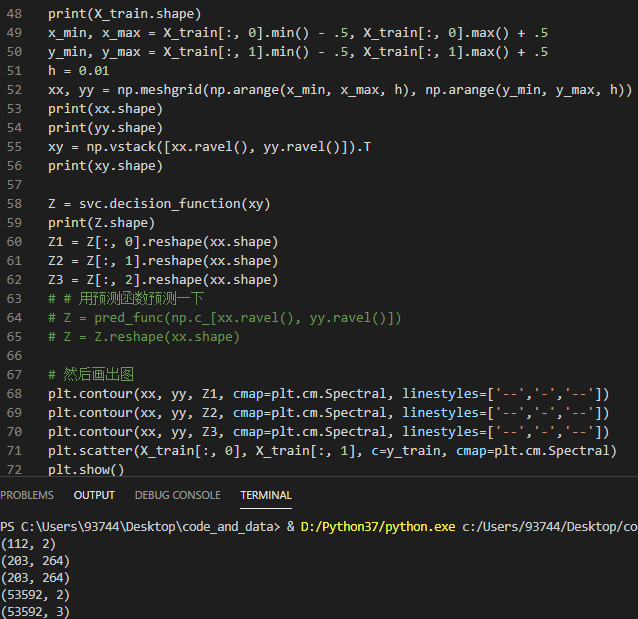 48 print(X_train.shape)
49 x_min, x_max = X_train[:, 0].min() - .5, X_train[:, 0].max() + .5
50 y_min, y_max = X_train[:, 1].min() - .5, X_train[:, 1].max() + .5
51 h = 0.01
52 xx, yy = np.meshgrid(np.arange(x_min, x_max, h), np.arange(y_min, y_max, h))
53 print(xx.shape)
54 print(yy.shape)
55 xy = np.vstack([xx.ravel(), yy.ravel()]).T
56 print(xy.shape)
57
58 Z = svc.decision_function(xy)
59 print(Z.shape)
60 Z1 = Z[:, 0].reshape(xx.shape)
61 Z2 = Z[:, 1].reshape(xx.shape)
62 Z3 = Z[:, 2].reshape(xx.shape)
63 # # 用预测函数预测一下
64 # Z = pred_func(np.c_[xx.ravel(), yy.ravel()])
65 # Z = Z.reshape(xx.shape)
66
67 # 然后画出图
68 plt.contour(xx, yy, Z1, cmap=plt.cm.Spectral, linestyles=['--','-','--'])
69 plt.contour(xx, yy, Z2, cmap=plt.cm.Spectral, linestyles=['--','-','--'])
70 plt.contour(xx, yy, Z3, cmap=plt.cm.Spectral, linestyles=['--','-','--'])
71 plt.scatter(X_train[:, 0], X_train[:, 1], c=y_train, cmap=plt.cm.Spectral)
72 plt.show()
PROBLEMS OUTPUT DEBUG CONSOLE TERMINAL
PS C:\Users\93744\Desktop\code_and_data> & D:/Python37/python.exe c:/Users/93744/Desktop/co
(112, 2)
(203, 264)
(203, 264)
(53592, 2)
(53592, 3)